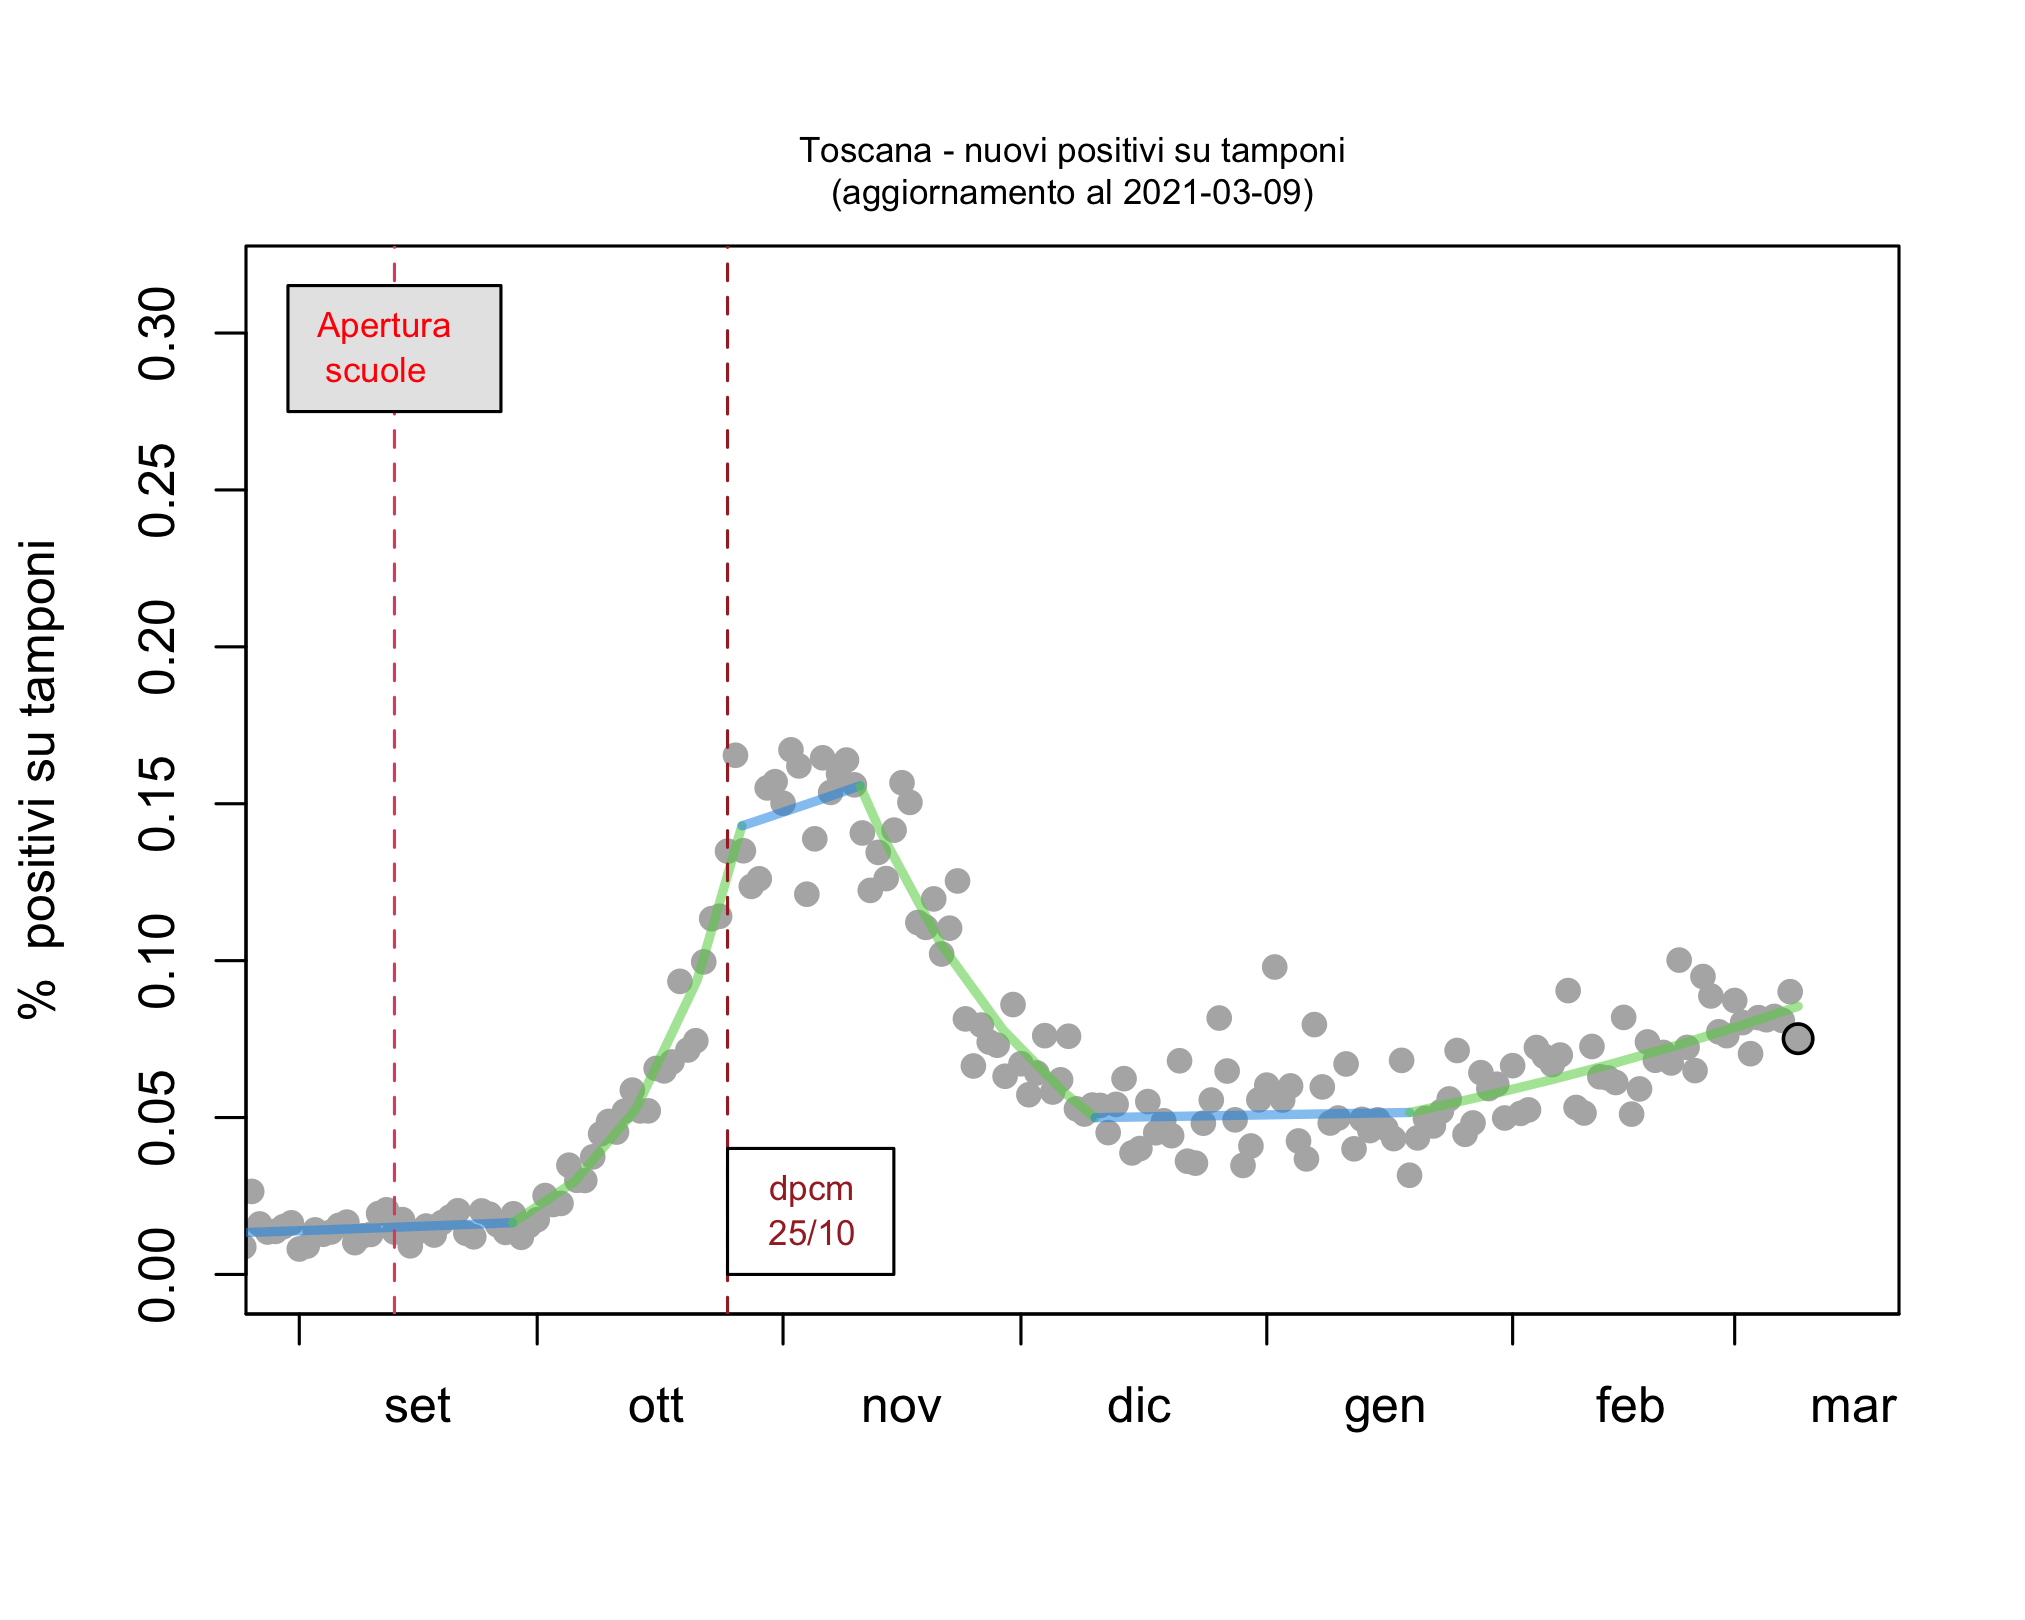 Toscana - nuovi positivi su tamponi
(aggiornamento al 2021-03-09)
% positivi su tamponi
0.30
0.25
0.20
0.15
0.10
0.05
0.00
Apertura
scuole
dpcm
25/10
set ott nov dic gen feb mar